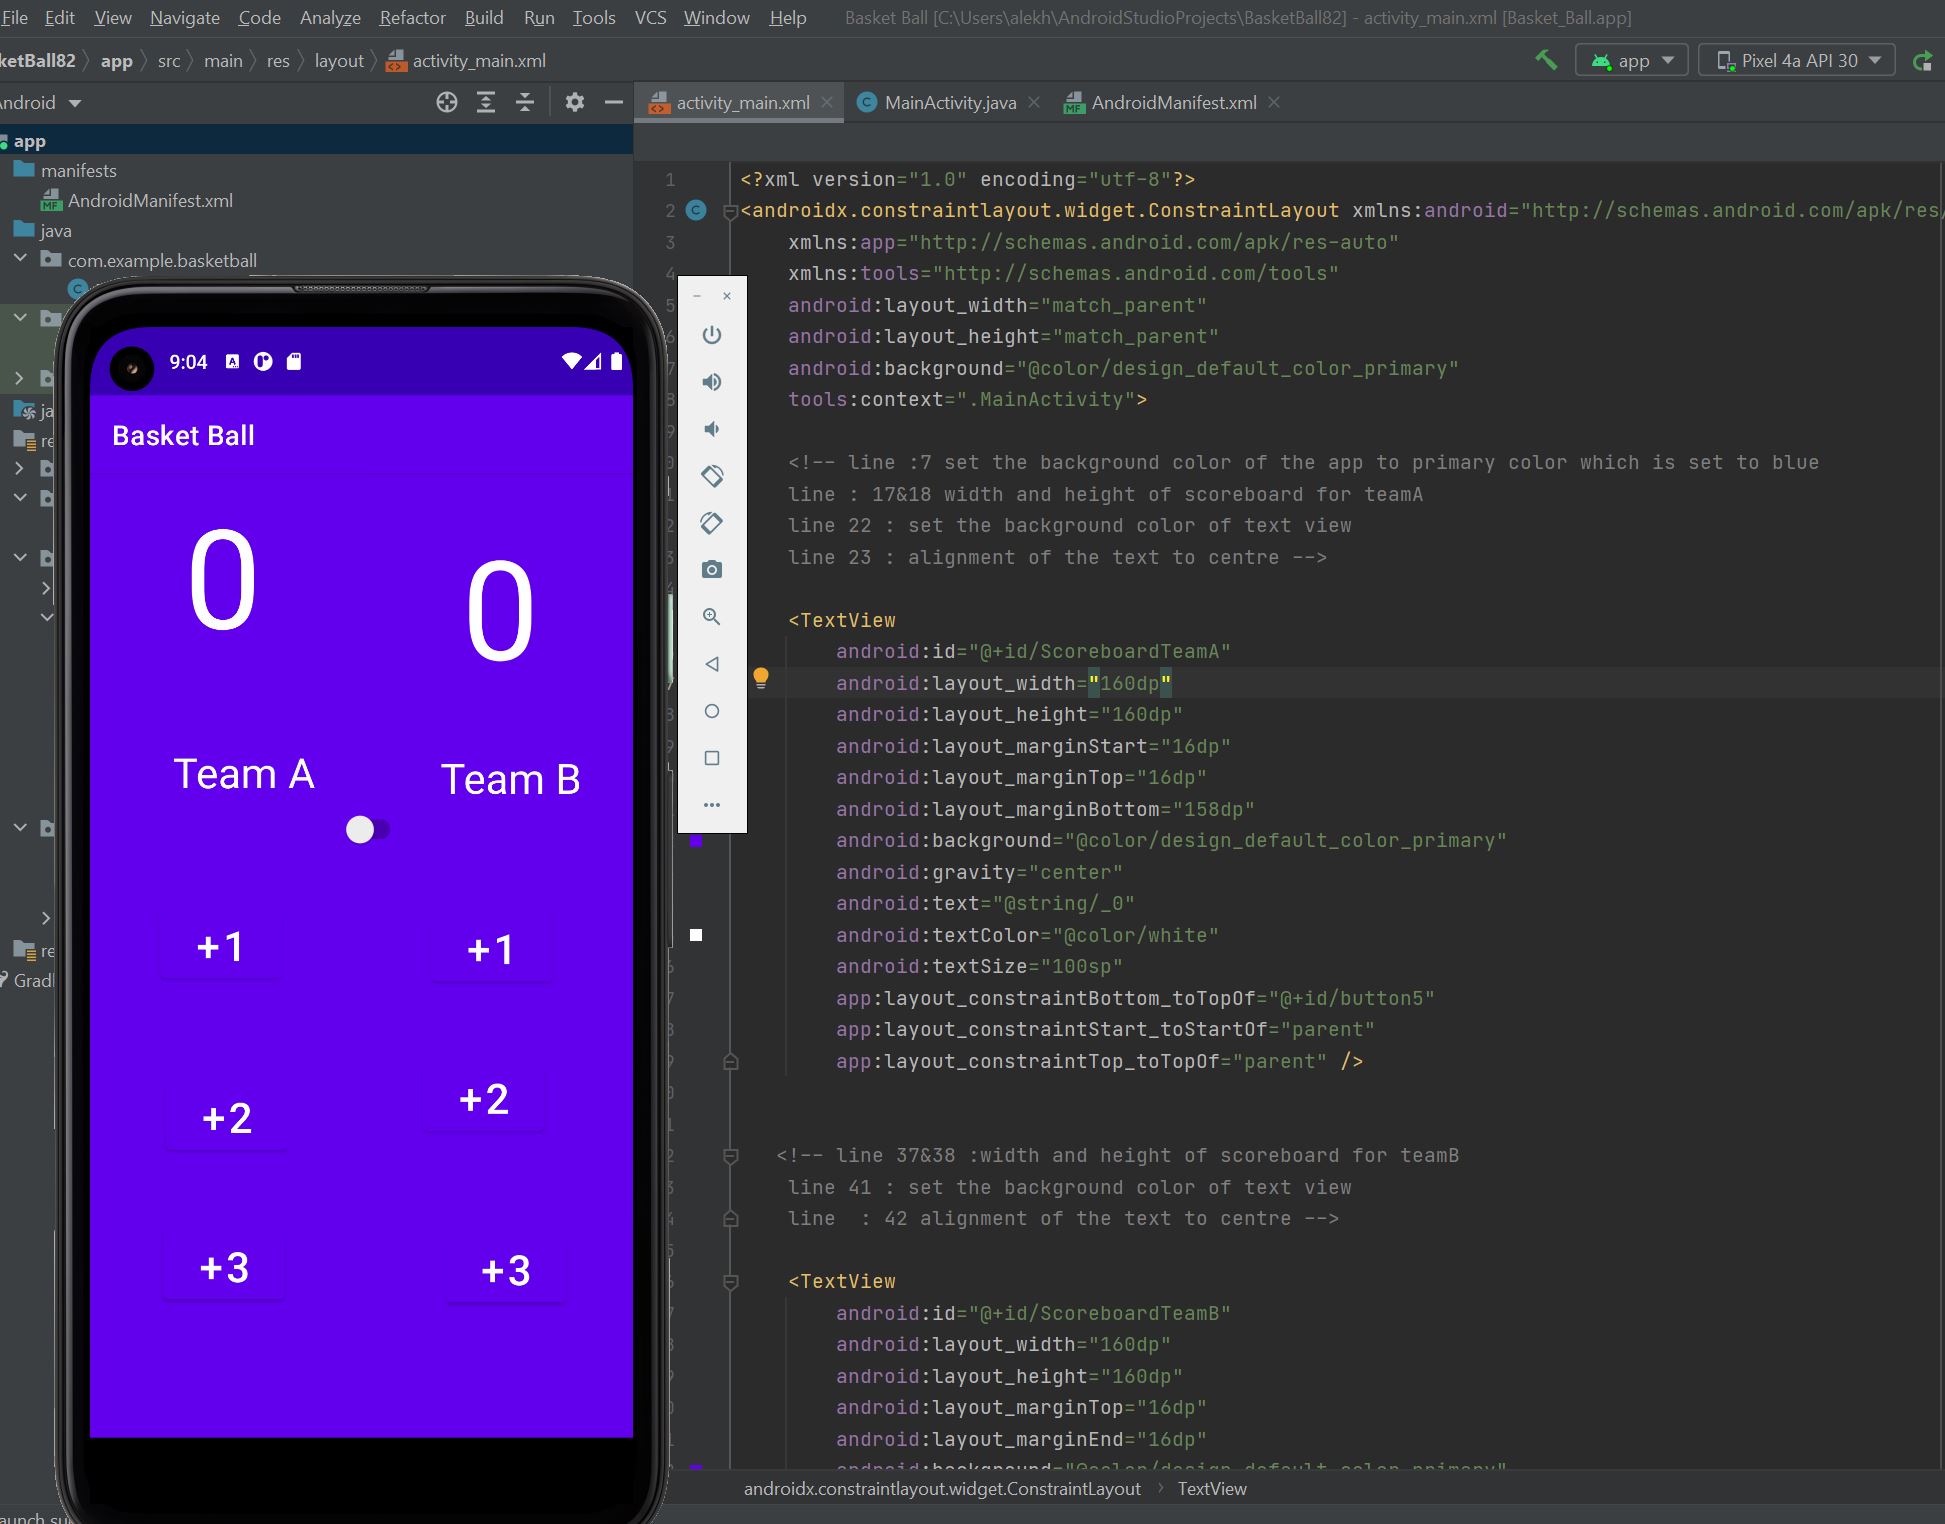 File Edit View Navigate Code Analyze Refactor Build Run Tools VCS Window Help Basket Ball [C:\Users\alekh\AndroidStudioProjects\BasketBall82] - activity_main.xml [Basket_Ball.app]
ketBall82 app src main res layout activity_main.xml app Pixel 4a API 30
ndroid activity_main.xml MainActivity.java AndroidManifest.xml
app
manifests
AndroidManifest.xml
java
com.example.basketball
ja
re
re
Gradl
aunch su
9:04
Basket Ball
0 0
Team A Team B
+1 +1
+2 +2
+3 +3
1 <?xml version="1.0" encoding="utf-8"?>
2 <androidx.constraintlayout.widget.ConstraintLayout xmlns:android="http://schemas.android.com/apk/res/
3 xmlns:app="http://schemas.android.com/apk/res-auto"
4 xmlns:tools="http://schemas.android.com/tools"
5 android:layout_width="match_parent"
android:layout_height="match_parent"
android:background="@color/design_default_color_primary"
tools:context=".MainActivity">
<!-- line :7 set the background color of the app to primary color which is set to blue
line : 17&18 width and height of scoreboard for teamA
line 22 : set the background color of text view
line 23 : alignment of the text to centre -->
<TextView
android:id="@+id/ScoreboardTeamA"
android:layout_width="160dp"
android:layout_height="160dp"
android:layout_marginStart="16dp"
android:layout_marginTop="16dp"
android:layout_marginBottom="158dp"
android:background="@color/design_default_color_primary"
android:gravity="center"
android:text="@string/_0"
android:textColor="@color/white"
android:textSize="100sp"
app:layout_constraintBottom_toTopOf="@+id/button5"
app:layout_constraintStart_toStartOf="parent"
app:layout_constraintTop_toTopOf="parent" />
<!-- line 37&38 :width and height of scoreboard for teamB
line 41 : set the background color of text view
line  : 42 alignment of the text to centre -->
<TextView
android:id="@+id/ScoreboardTeamB"
android:layout_width="160dp"
android:layout_height="160dp"
android:layout_marginTop="16dp"
android:layout_marginEnd="16dp"
android:background="@color/design_default_color_primary"
androidx.constraintlayout.widget.ConstraintLayout TextView